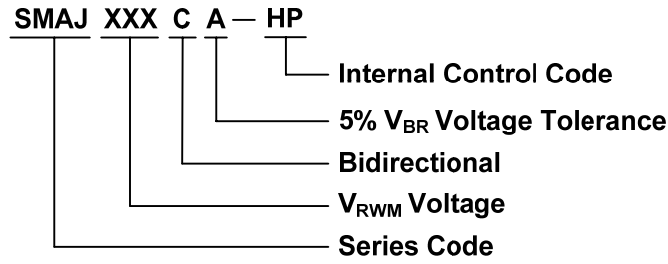 SMAJ XXX C A — HP
Internal Control Code
5% VBR Voltage Tolerance
Bidirectional
VRWM Voltage
Series Code